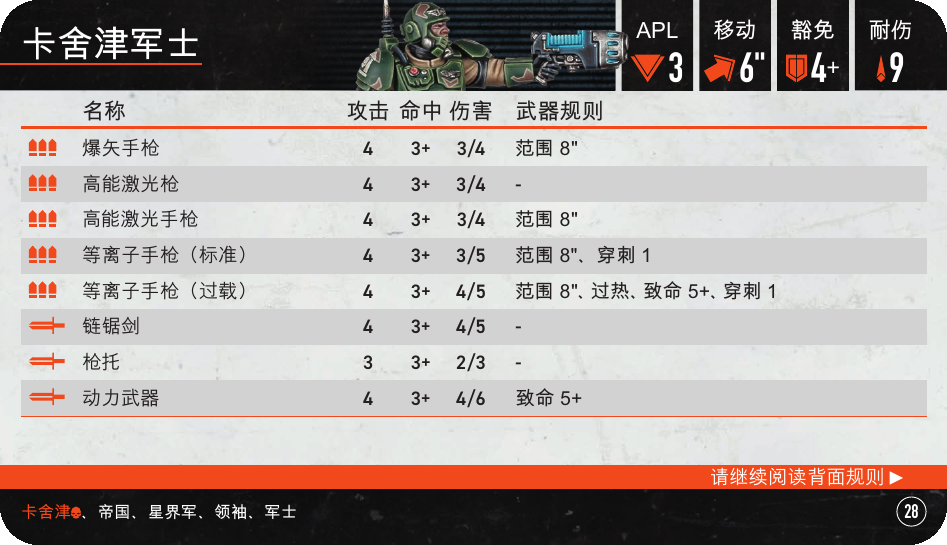 卡舍津军士
APL 移动 豁免 耐伤
3 6" 4+ 9
名称 攻击 命中 伤害 武器规则
爆矢手枪 4 3+ 3/4 范围 8"
高能激光枪 4 3+ 3/4 -
高能激光手枪 4 3+ 3/4 范围 8"
等离子手枪（标准） 4 3+ 3/5 范围 8"、穿刺 1
等离子手枪（过载） 4 3+ 4/5 范围 8"、过热、致命 5+、穿刺 1
链锯剑 4 3+ 4/5 -
枪托 3 3+ 2/3 -
动力武器 4 3+ 4/6 致命 5+
请继续阅读背面规则 ▶
卡舍津、帝国、星界军、领袖、军士
28